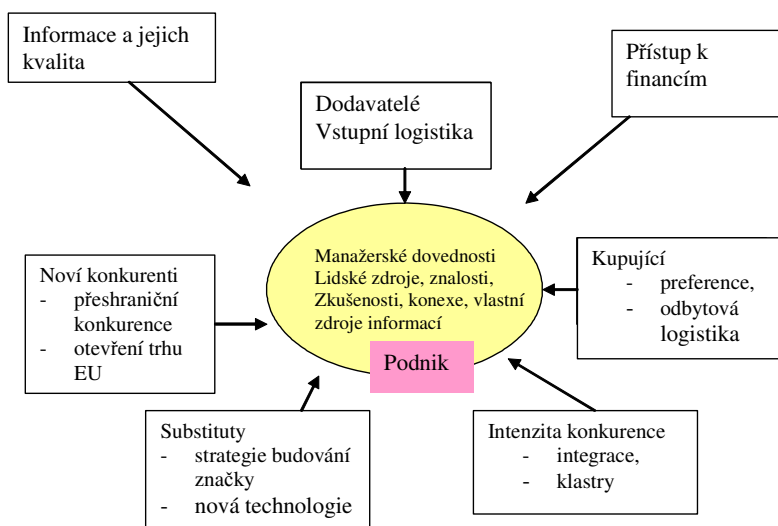 Informace a jejich
kvalita
Dodavatelé
Vstupní logistika
Přístup k
financím
Manažerské dovednosti
Lidské zdroje, znalosti,
Zkušenosti, konexe, vlastní
zdroje informací
Podnik
Noví konkurenti
- přeshraniční
konkurence
- otevření trhu
EU
Kupující
- preference,
- odbytová
logistika
Substituty
- strategie budování
značky
- nová technologie
Intenzita konkurence
- integrace,
- klastry